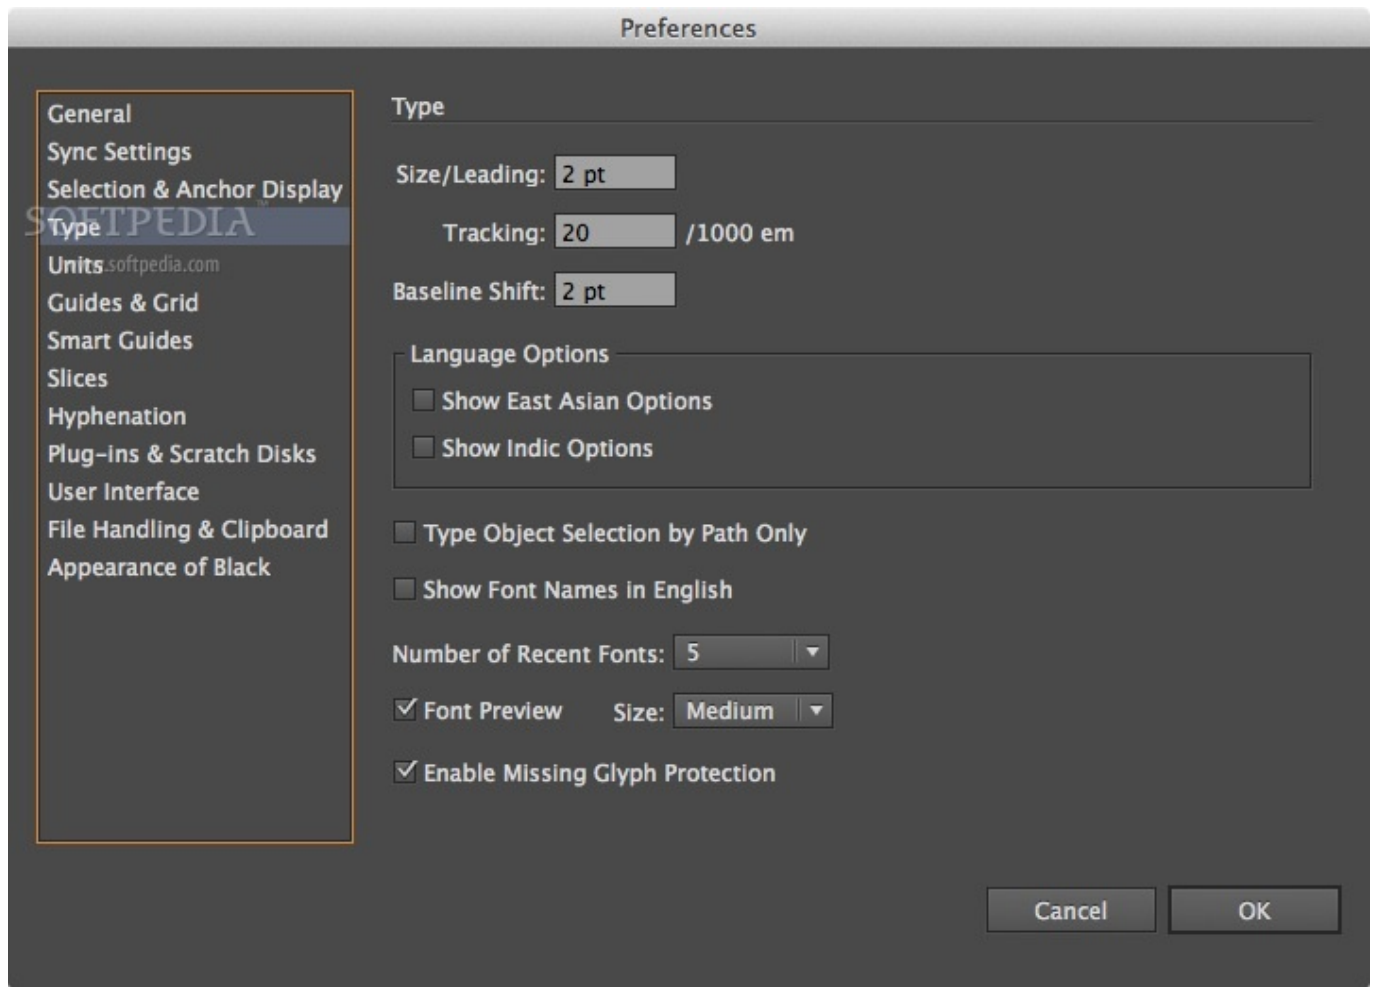 Preferences
General
Sync Settings
Selection & Anchor Display
SOFTPEDIA™
Type
Units
www.softpedia.com
Guides & Grid
Smart Guides
Slices
Hyphenation
Plug-ins & Scratch Disks
User Interface
File Handling & Clipboard
Appearance of Black
Type
Size/Leading: 2 pt
Tracking: 20 /1000 em
Baseline Shift: 2 pt
Language Options
Show East Asian Options
Show Indic Options
Type Object Selection by Path Only
Show Font Names in English
Number of Recent Fonts: 5
Font Preview Size: Medium
Enable Missing Glyph Protection
Cancel OK